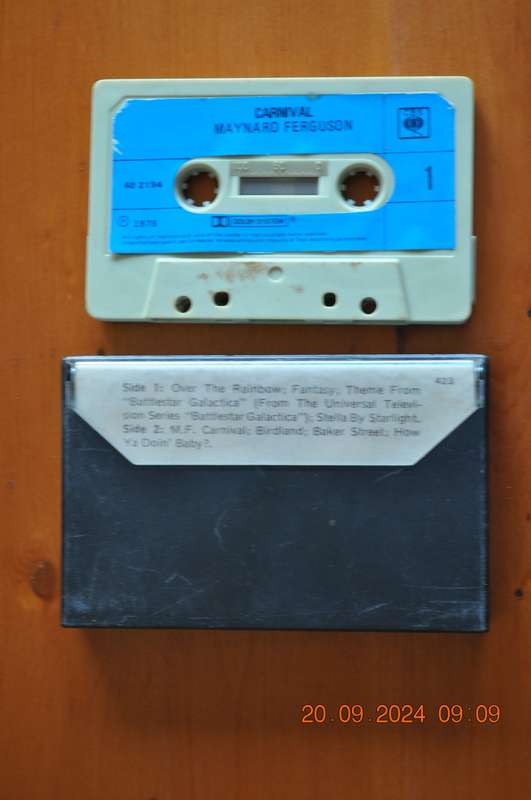 CARNIVAL
MAYNARD FERGUSON
CBS
40 2194
1
℗ 1978
DOLBY SYSTEM
423
Side 1: Over The Rainbow; Fantasy; Theme From
"Battlestar Galactica" (From The Universal Televi-
sion Series "Battlestar Galactica"); Stella By Starlight.
Side 2: M.F. Carnival; Birdland; Baker Street; How
Ya Doin' Baby?.
20.09.2024 09:09